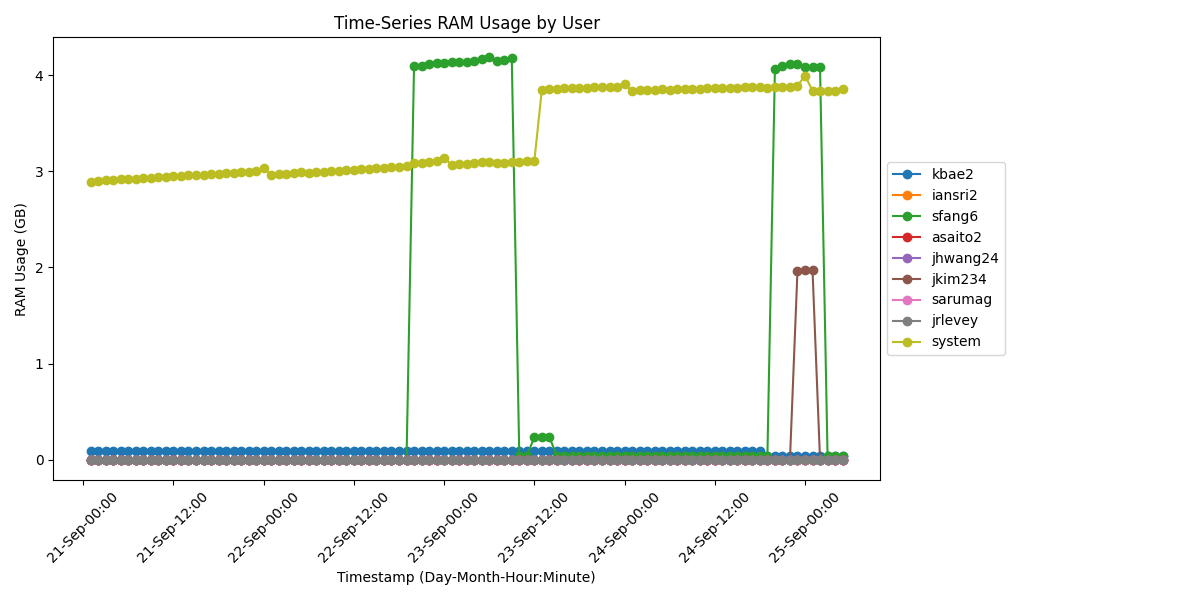 Time-Series RAM Usage by User
4
3
2
1
0
RAM Usage (GB)
21-Sep-00:00
21-Sep-12:00
22-Sep-00:00
22-Sep-12:00
23-Sep-00:00
23-Sep-12:00
24-Sep-00:00
24-Sep-12:00
25-Sep-00:00
Timestamp (Day-Month-Hour:Minute)
kbae2
iansri2
sfang6
asaito2
jhwang24
jkim234
sarumag
jrlevey
system